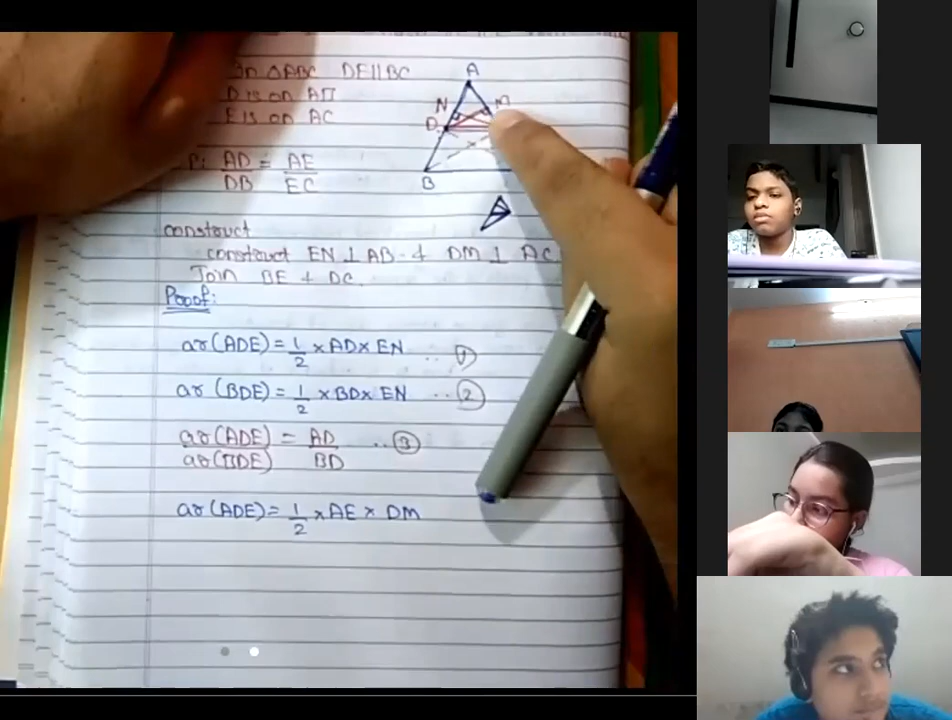 In △ABC DE||BC
D is on AB
E is on AC
AD = AE
DB EC
A
N M
D
B
construct
construct EN ⊥ AB & DM ⊥ AC
Join BE & DC.
Proof:
ar(ADE) = 1/2 × AD × EN .. ①
ar (BDE) = 1/2 × BD × EN .. ②
ar(ADE) = AD .. ③
ar(BDE) BD
ar(ADE) = 1/2 × AE × DM